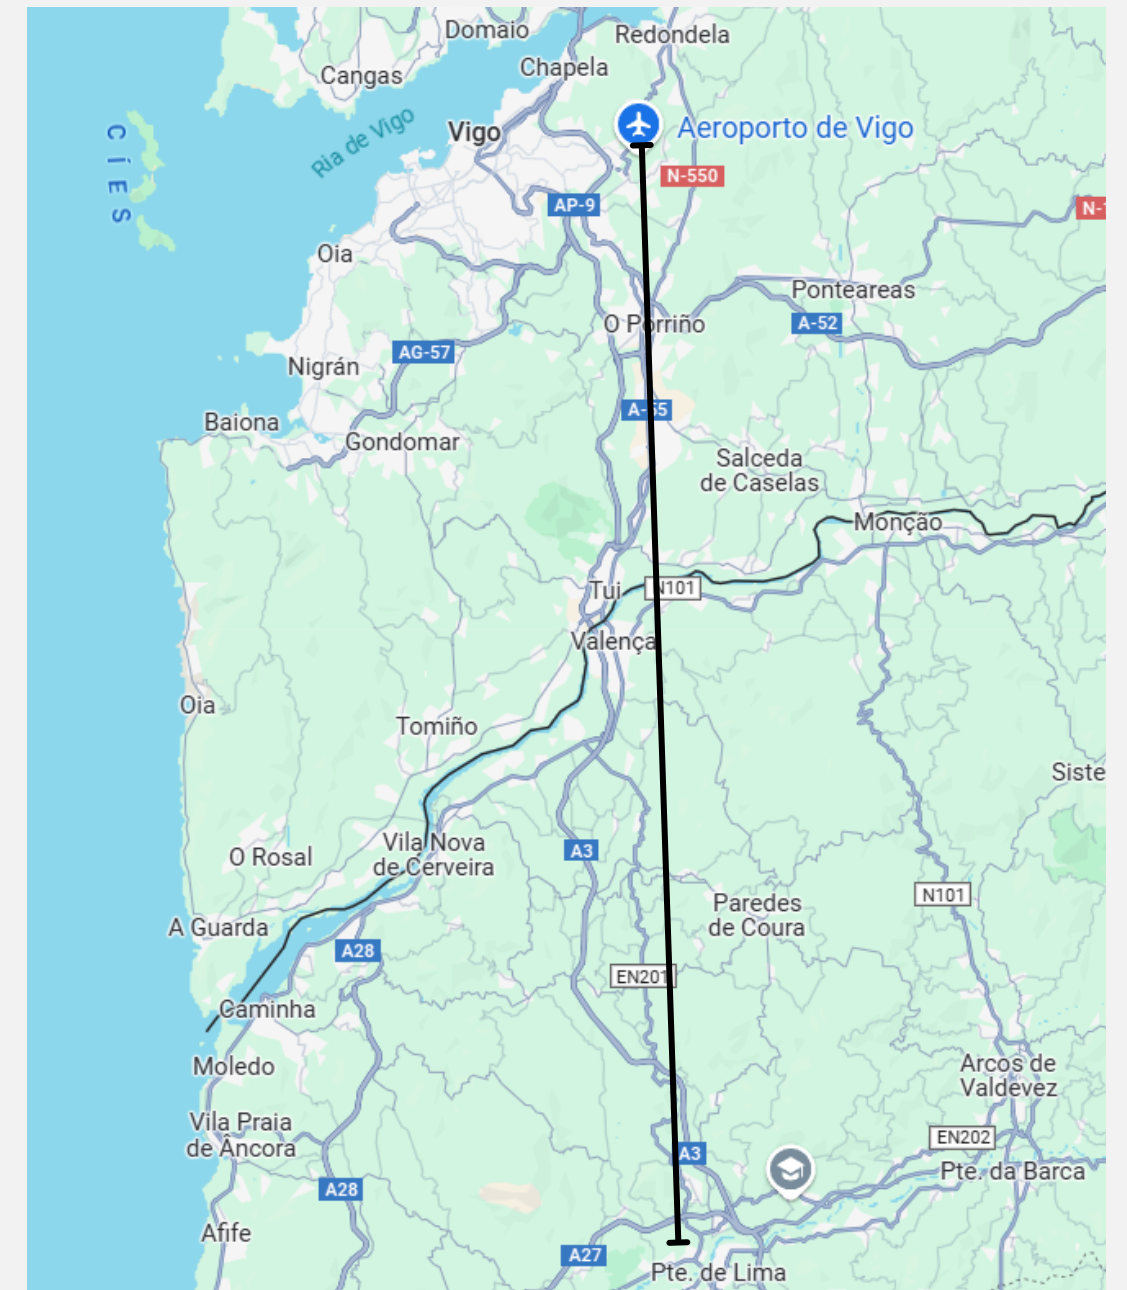 Domaio
Redondela
Cangas
Chapela
CÍES
Ria de Vigo
Vigo
Aeroporto de Vigo
N-550
AP-9
N-1
Oia
Ponteareas
O Porriño
A-52
AG-57
Nigrán
A-55
Baiona
Gondomar
Salceda
de Caselas
Monção
Tui
N101
Valença
Oia
Tomiño
Siste
Vila Nova
de Cerveira
A3
O Rosal
N101
Paredes
de Coura
A Guarda
A28
EN201
Caminha
Moledo
Arcos de
Valdevez
Vila Praia
de Âncora
EN202
A3
Pte. da Barca
A28
Afife
A27
Pte. de Lima